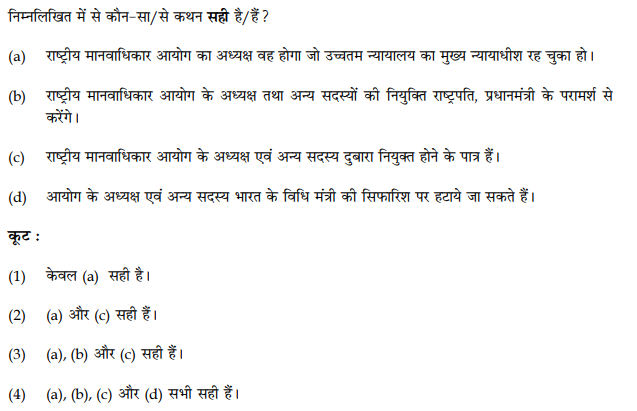 निम्नलिखित में से कौन-सा/से कथन सही है/हैं ?
(a) राष्ट्रीय मानवाधिकार आयोग का अध्यक्ष वह होगा जो उच्चतम न्यायालय का मुख्य न्यायाधीश रह चुका हो।
(b) राष्ट्रीय मानवाधिकार आयोग के अध्यक्ष तथा अन्य सदस्यों की नियुक्ति राष्ट्रपति, प्रधानमंत्री के परामर्श से
करेंगे।
(c) राष्ट्रीय मानवाधिकार आयोग के अध्यक्ष एवं अन्य सदस्य दुबारा नियुक्त होने के पात्र हैं।
(d) आयोग के अध्यक्ष एवं अन्य सदस्य भारत के विधि मंत्री की सिफारिश पर हटाये जा सकते हैं।
कूट :
(1) केवल (a) सही है।
(2) (a) और (c) सही हैं।
(3) (a), (b) और (c) सही हैं।
(4) (a), (b), (c) और (d) सभी सही हैं।